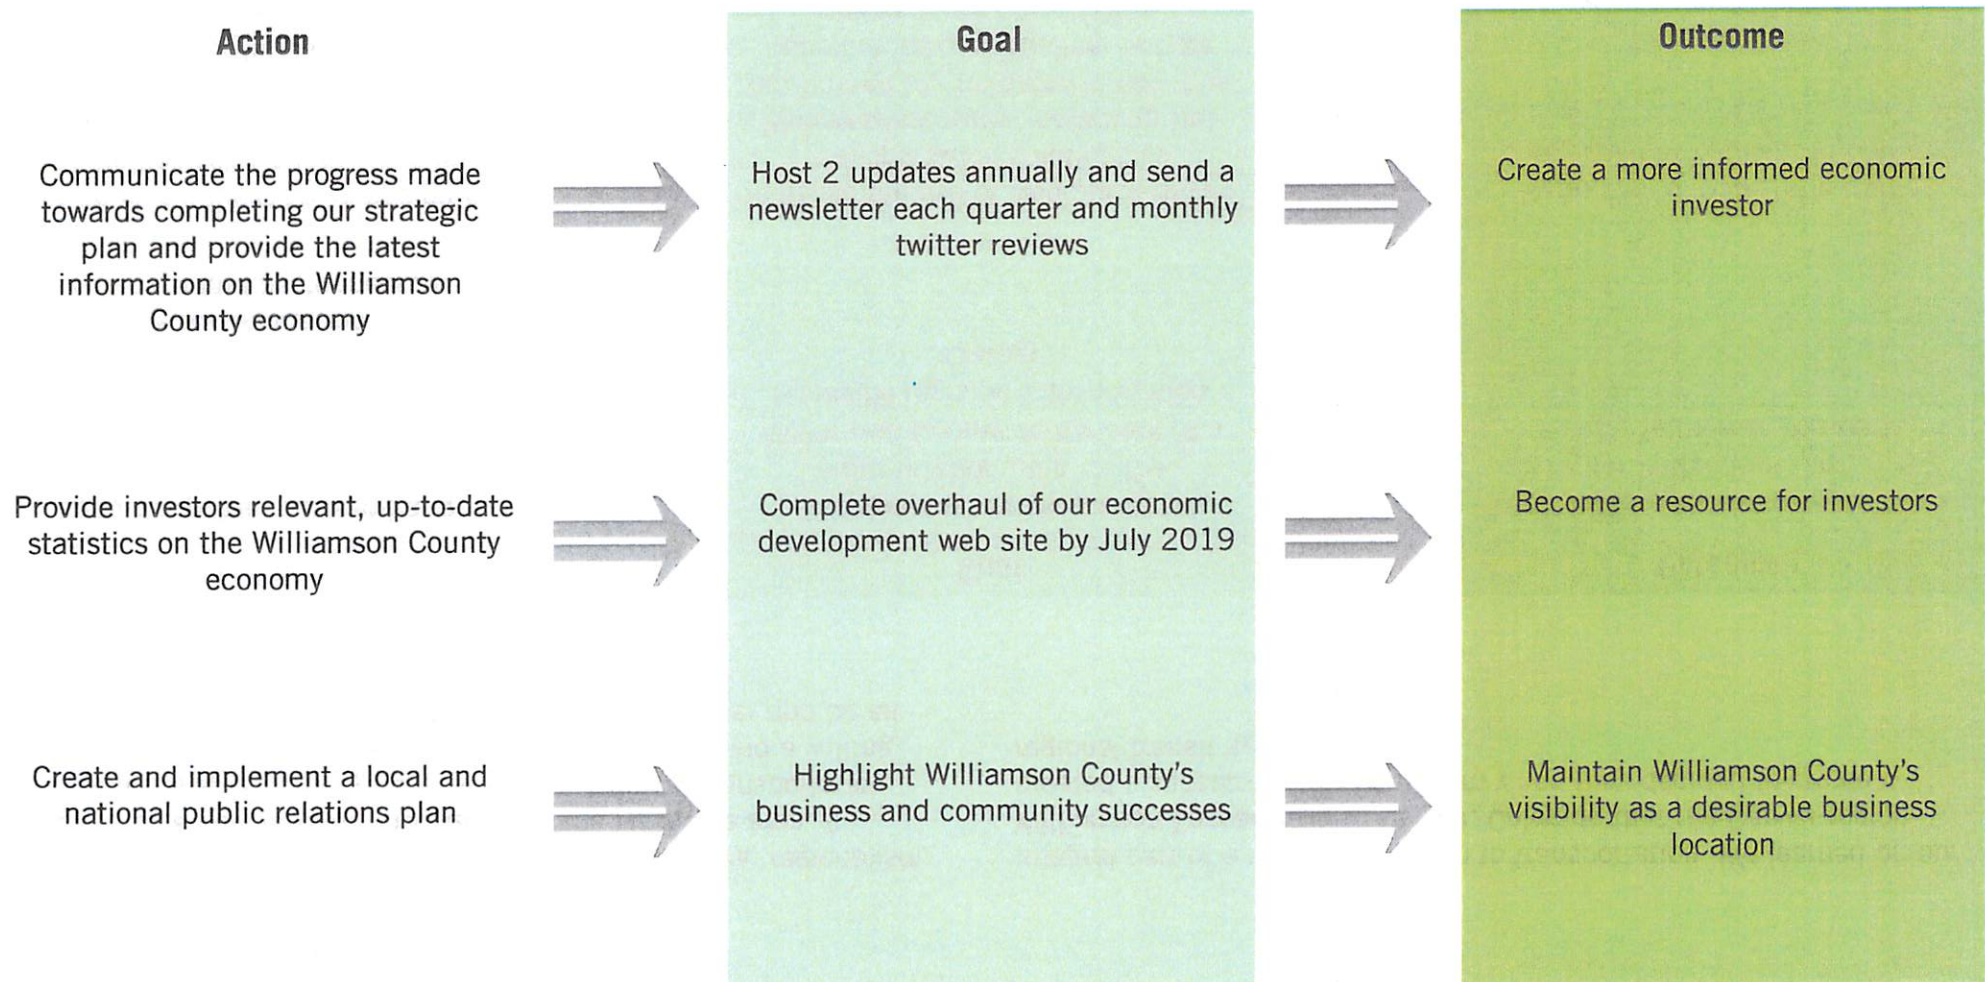 Action
Goal
Outcome
Communicate the progress made
towards completing our strategic
plan and provide the latest
information on the Williamson
County economy
Host 2 updates annually and send a
newsletter each quarter and monthly
twitter reviews
Create a more informed economic
investor
Provide investors relevant, up-to-date
statistics on the Williamson County
economy
Complete overhaul of our economic
development web site by July 2019
Become a resource for investors
Create and implement a local and
national public relations plan
Highlight Williamson County's
business and community successes
Maintain Williamson County's
visibility as a desirable business
location